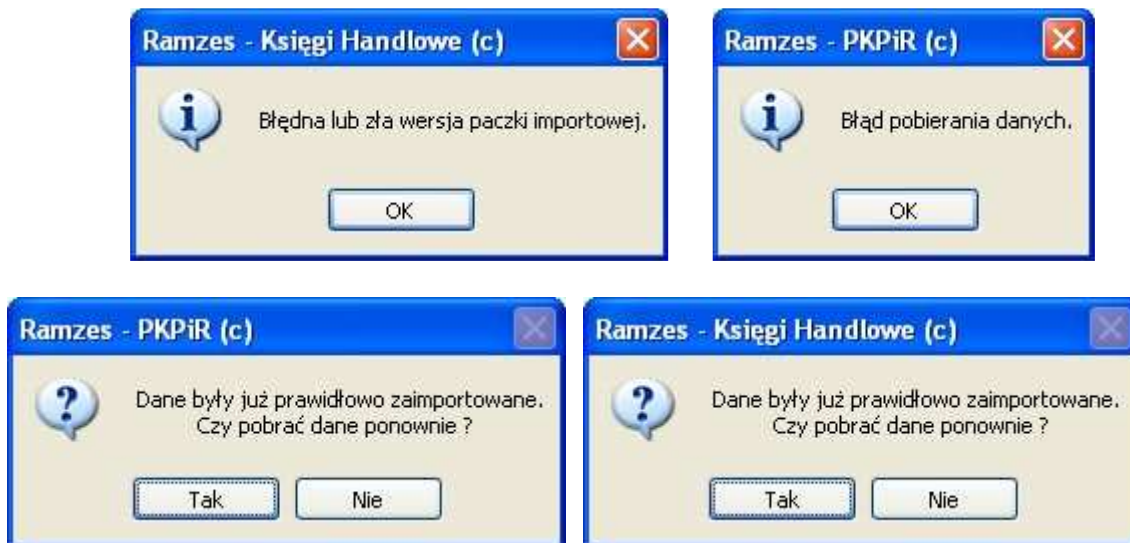 Ramzes - Księgi Handlowe (c)
Błędna lub zła wersja paczki importowej.
OK
Ramzes - PKPiR (c)
Błąd pobierania danych.
OK
Ramzes - PKPiR (c)
Dane były już prawidłowo zaimportowane.
Czy pobrać dane ponownie ?
Tak Nie
Ramzes - Księgi Handlowe (c)
Dane były już prawidłowo zaimportowane.
Czy pobrać dane ponownie ?
Tak Nie